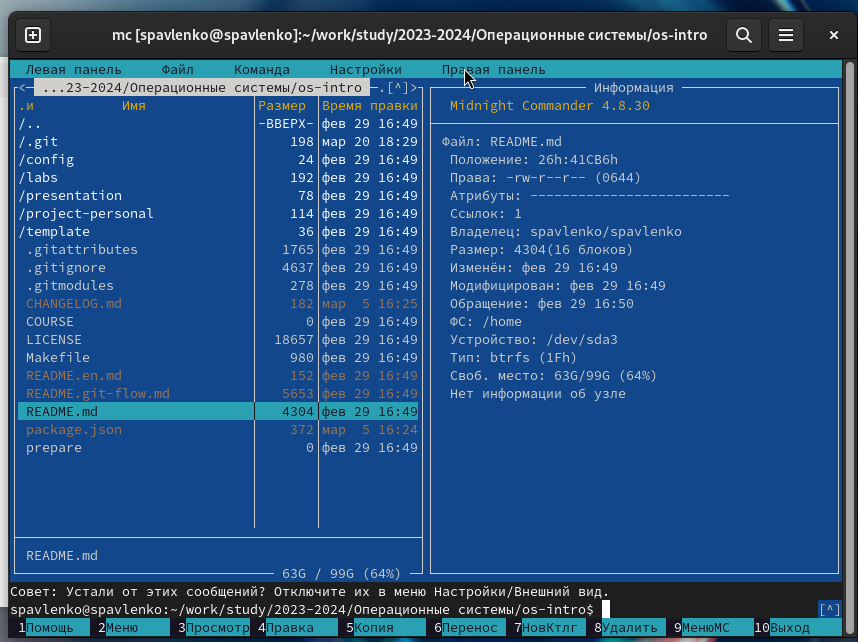 mc [spavlenko@spavlenko]:~/work/study/2023-2024/Операционные системы/os-intro
Левая панель Файл Команда Настройки Правая панель
<— ...23-2024/Операционные системы/os-intro —.[^]>
.и Имя Размер Время правки
/.. -ВВЕРХ- фев 29 16:49
/.git 198 мар 20 18:29
/config 24 фев 29 16:49
/labs 192 фев 29 16:49
/presentation 78 фев 29 16:49
/project-personal 114 фев 29 16:49
/template 36 фев 29 16:49
.gitattributes 1765 фев 29 16:49
.gitignore 4637 фев 29 16:49
.gitmodules 278 фев 29 16:49
CHANGELOG.md 182 мар 5 16:25
COURSE 0 фев 29 16:49
LICENSE 18657 фев 29 16:49
Makefile 980 фев 29 16:49
README.en.md 152 фев 29 16:49
README.git-flow.md 5653 фев 29 16:49
README.md 4304 фев 29 16:49
package.json 372 мар 5 16:24
prepare 0 фев 29 16:49
README.md
63G / 99G (64%)
Информация
Midnight Commander 4.8.30
Файл: README.md
Положение: 26h:41CB6h
Права: -rw-r--r-- (0644)
Атрибуты: -------------------------
Ссылок: 1
Владелец: spavlenko/spavlenko
Размер: 4304(16 блоков)
Изменён: фев 29 16:49
Модифицирован: фев 29 16:49
Обращение: фев 29 16:50
ФС: /home
Устройство: /dev/sda3
Тип: btrfs (1Fh)
Своб. место: 63G/99G (64%)
Нет информации об узле
Совет: Устали от этих сообщений? Отключите их в меню Настройки/Внешний вид.
spavlenko@spavlenko:~/work/study/2023-2024/Операционные системы/os-intro$ [^]
1Помощь 2Меню 3Просмотр 4Правка 5Копия 6Перенос 7НовКтлг 8Удалить 9МенюМС 10Выход